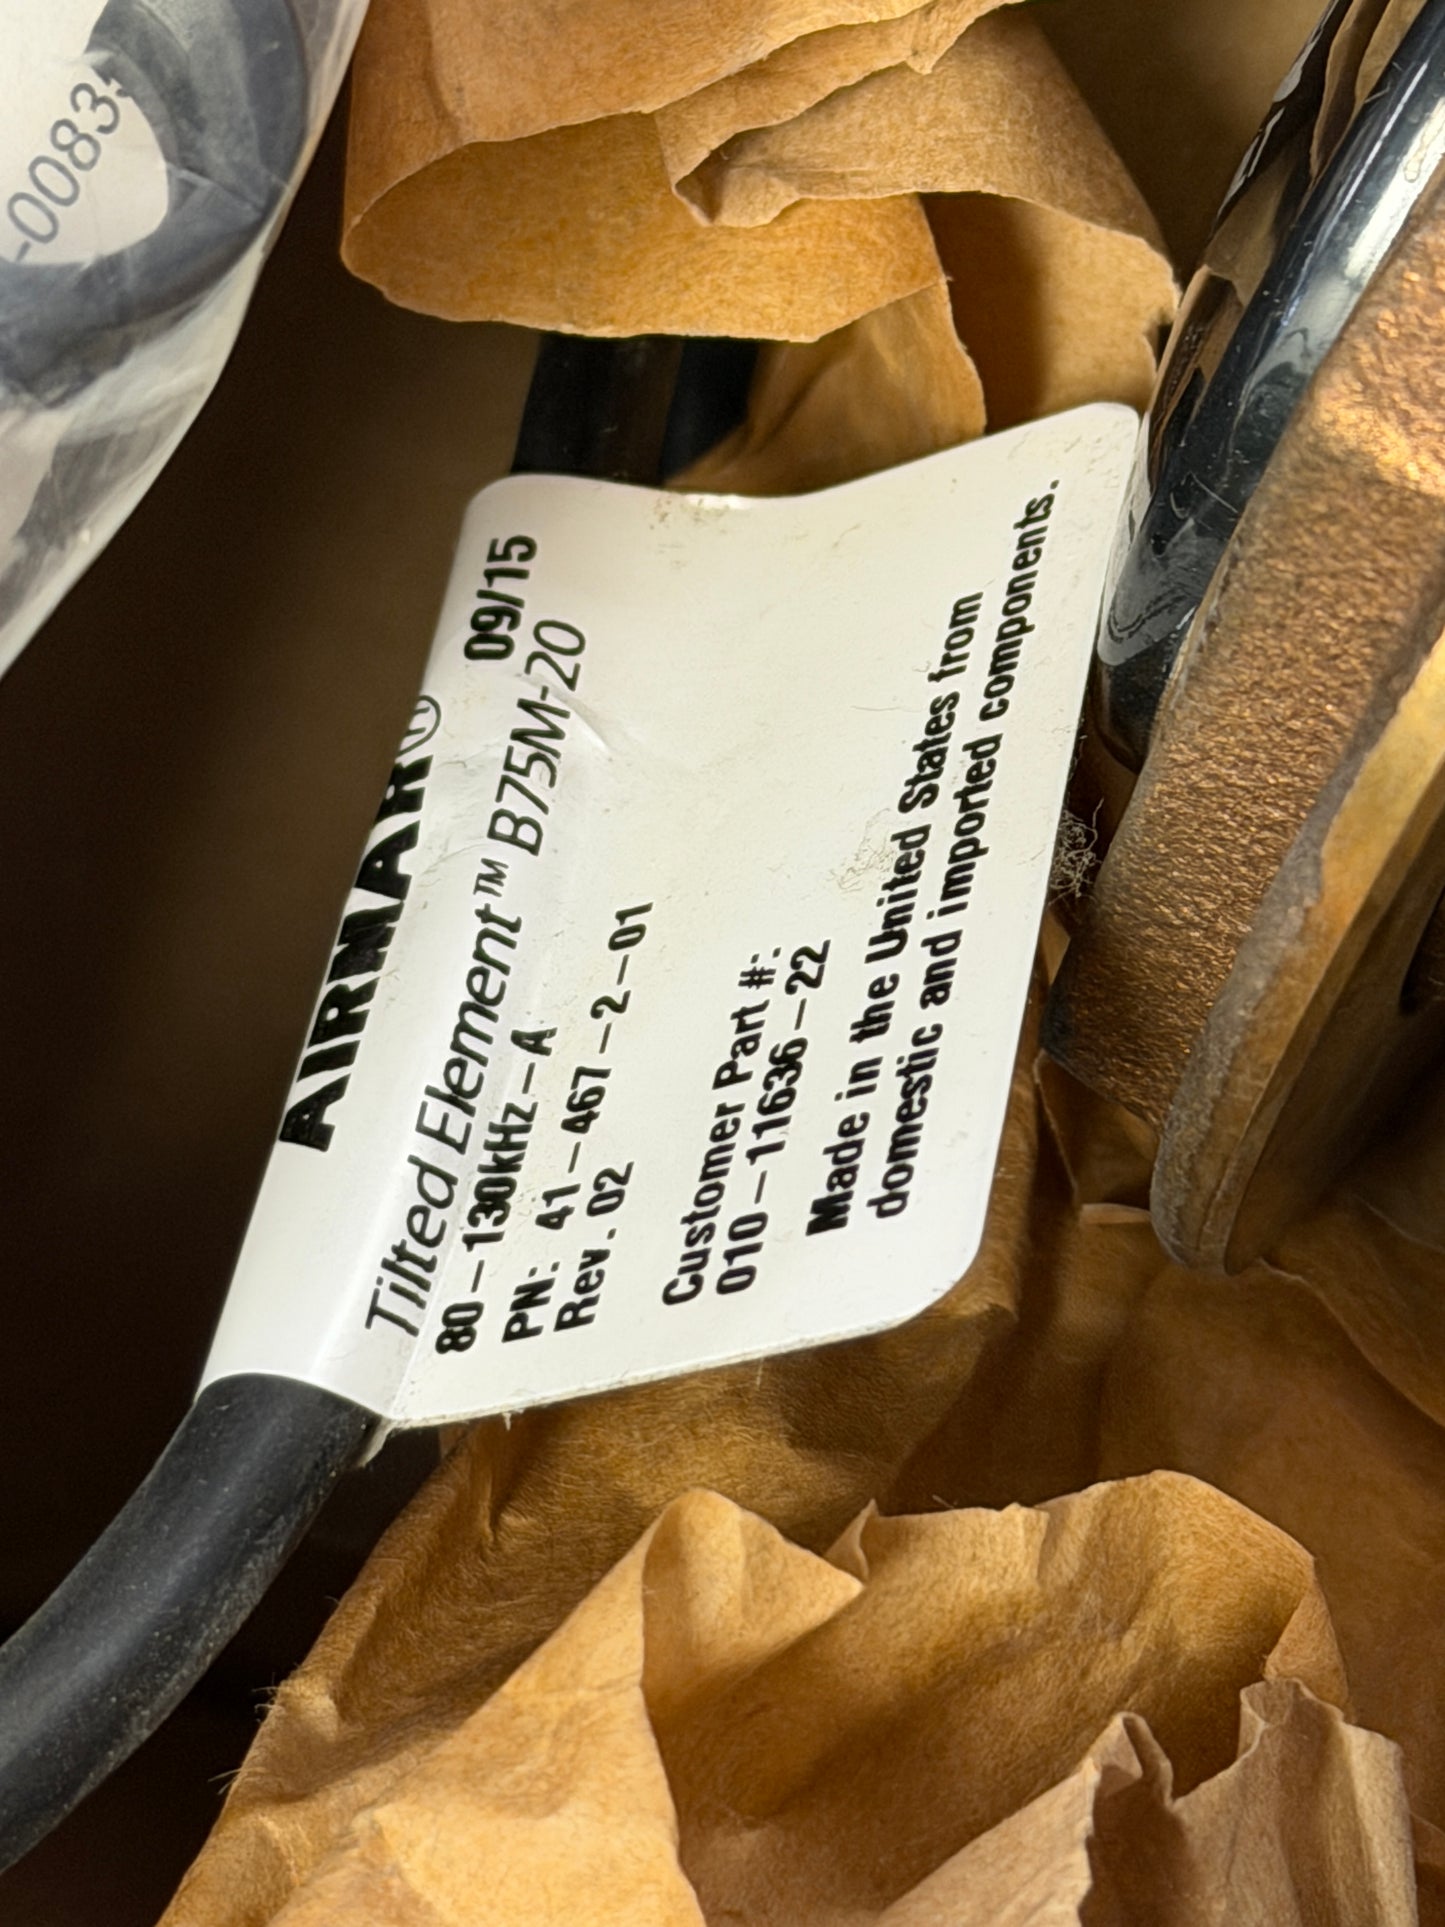 -0083
AIRMAR®
09/15
Tilted Element™ B75M-20
80-130kHz-A
PN: 41-467-2-01
Rev. 02
Customer Part #:
010-11636-22
Made in the United States from
domestic and imported components.